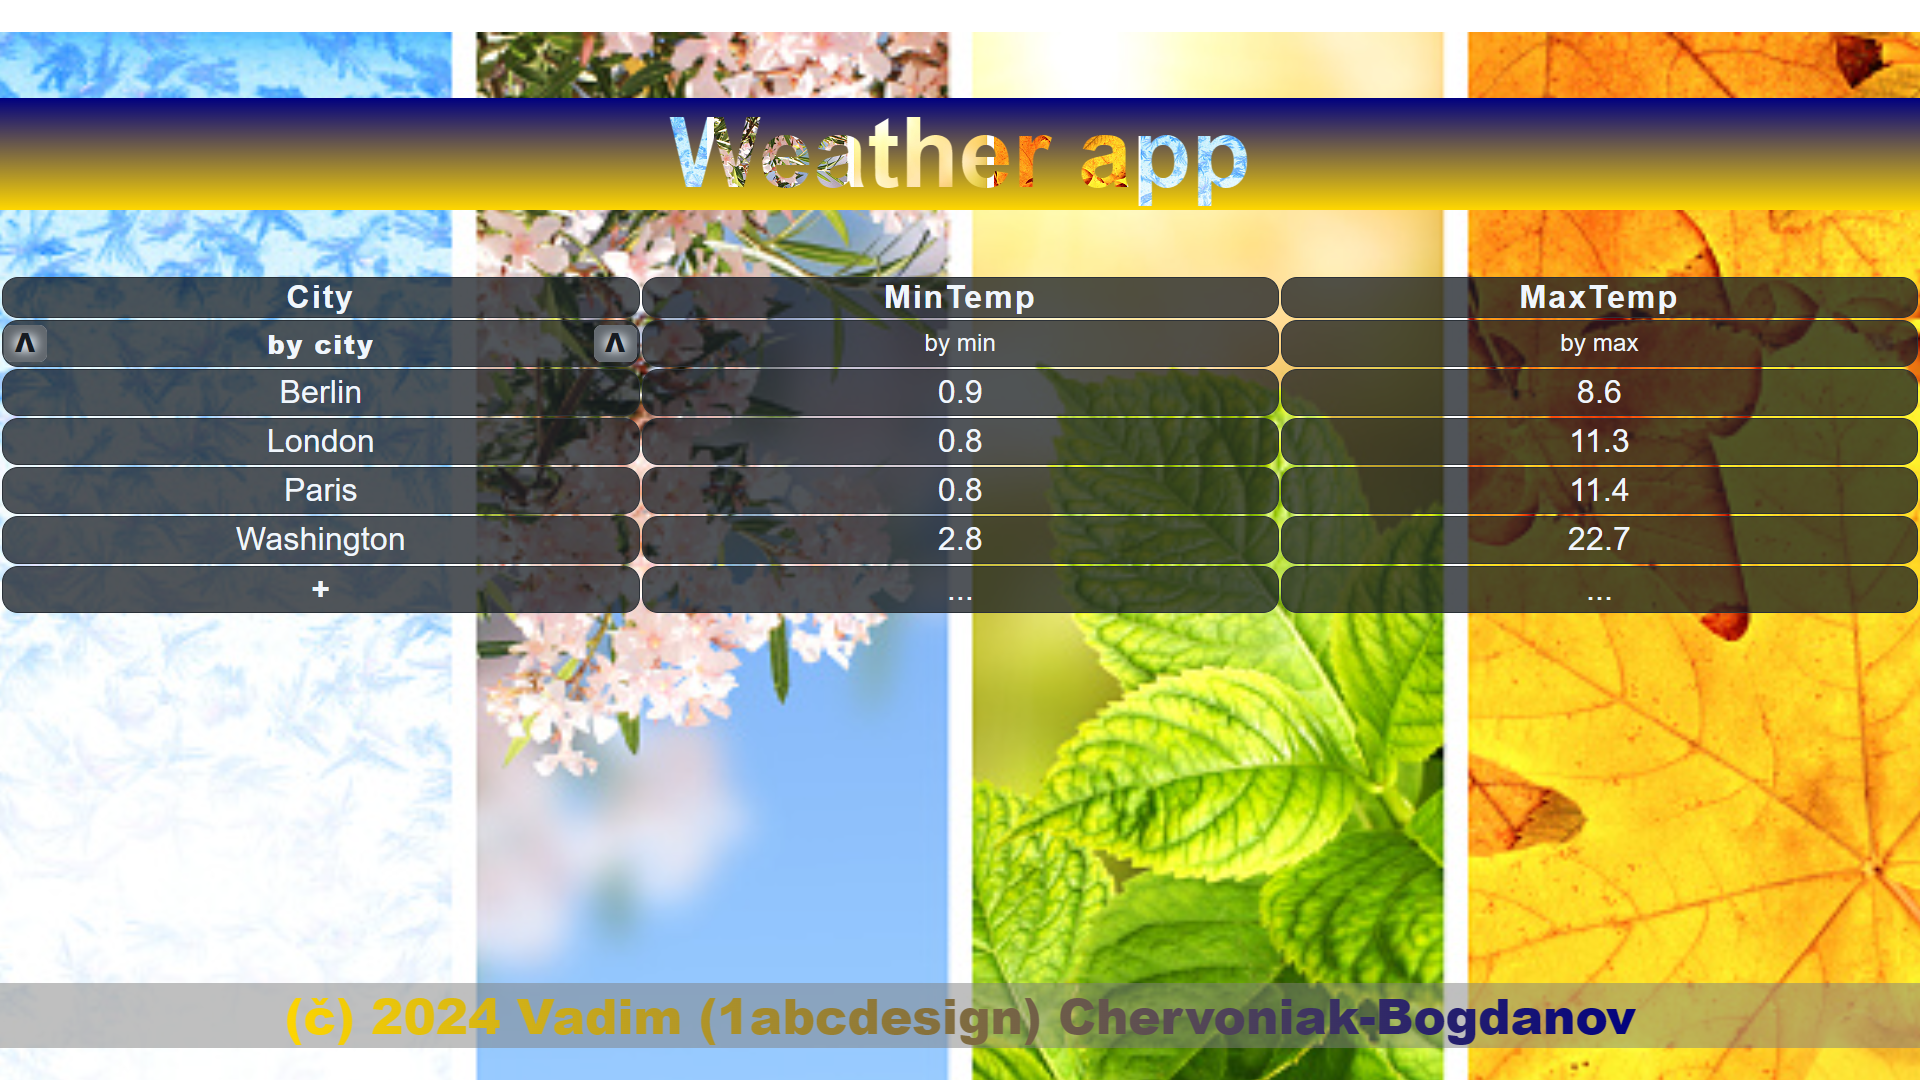 Weather app
City MinTemp MaxTemp
Λ by city Λ by min by max
Berlin 0.9 8.6
London 0.8 11.3
Paris 0.8 11.4
Washington 2.8 22.7
+ ... ...
(č) 2024 Vadim (1abcdesign) Chervoniak-Bogdanov